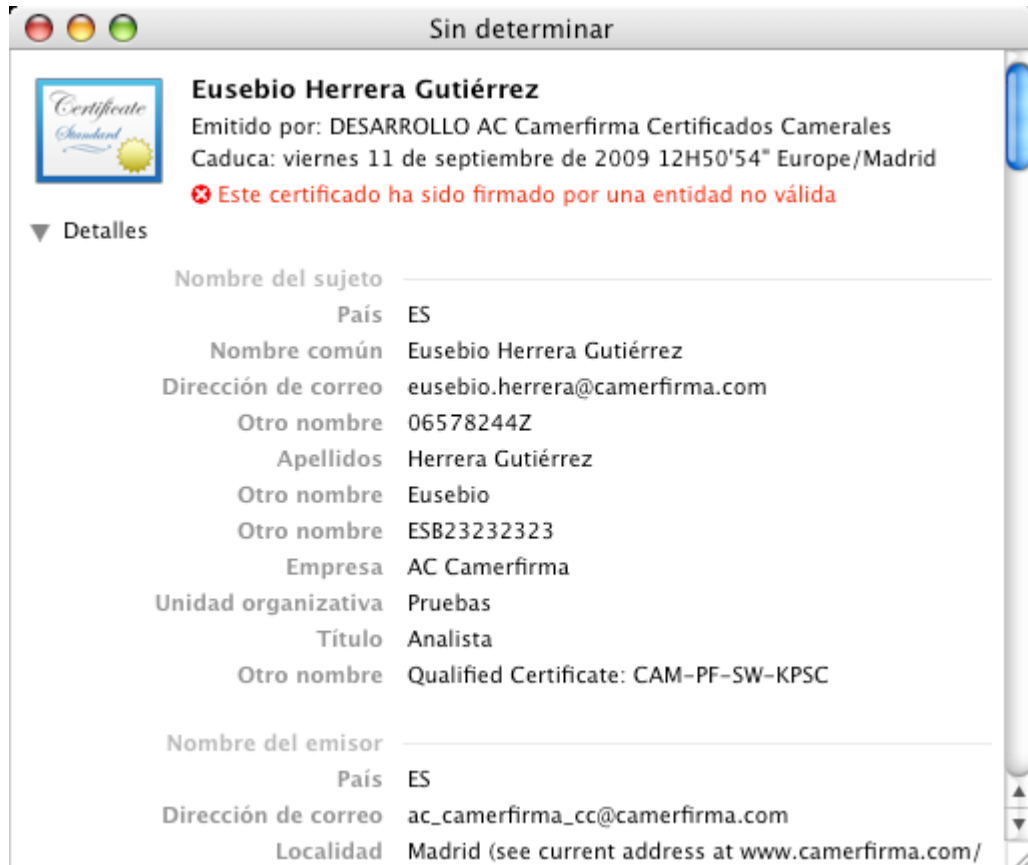 Sin determinar
Certificate
Standard
Eusebio Herrera Gutiérrez
Emitido por: DESARROLLO AC Camerfirma Certificados Camerales
Caduca: viernes 11 de septiembre de 2009 12H50'54" Europe/Madrid
Este certificado ha sido firmado por una entidad no válida
Detalles
Nombre del sujeto
País ES
Nombre común Eusebio Herrera Gutiérrez
Dirección de correo eusebio.herrera@camerfirma.com
Otro nombre 06578244Z
Apellidos Herrera Gutiérrez
Otro nombre Eusebio
Otro nombre ESB23232323
Empresa AC Camerfirma
Unidad organizativa Pruebas
Título Analista
Otro nombre Qualified Certificate: CAM-PF-SW-KPSC
Nombre del emisor
País ES
Dirección de correo ac_camerfirma_cc@camerfirma.com
Localidad Madrid (see current address at www.camerfirma.com/